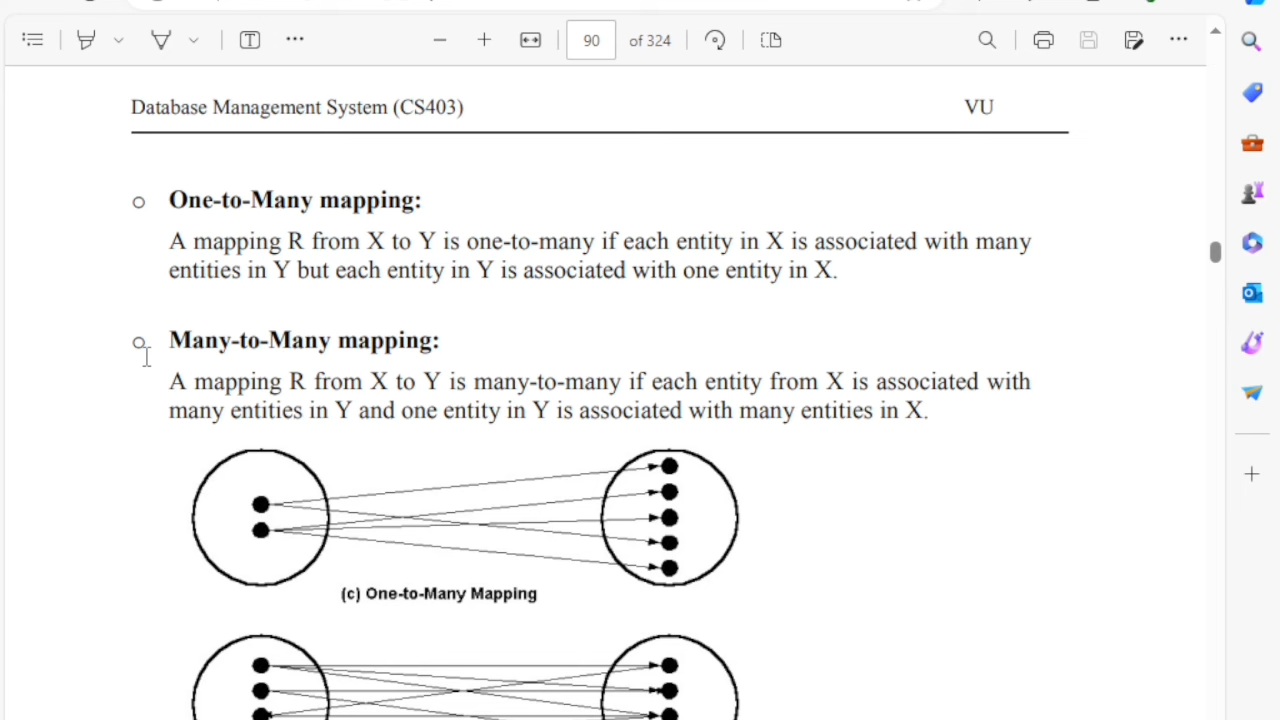 90 of 324
Database Management System (CS403) VU
One-to-Many mapping:
A mapping R from X to Y is one-to-many if each entity in X is associated with many
entities in Y but each entity in Y is associated with one entity in X.
Many-to-Many mapping:
A mapping R from X to Y is many-to-many if each entity from X is associated with
many entities in Y and one entity in Y is associated with many entities in X.
(c) One-to-Many Mapping